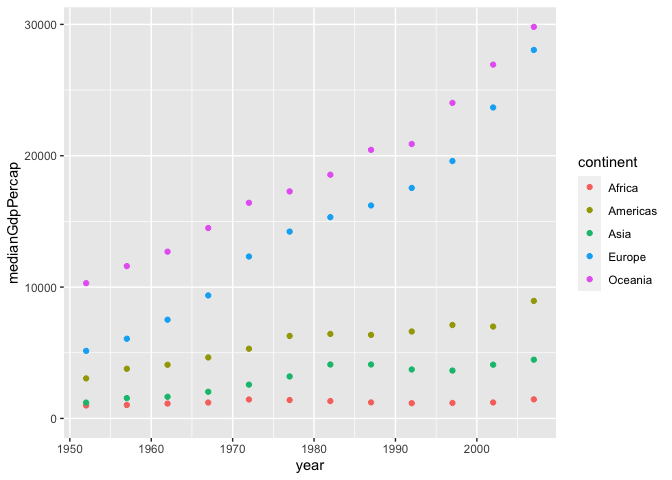 30000
20000
10000
0
medianGdpPercap
1950 1960 1970 1980 1990 2000
year
continent
Africa
Americas
Asia
Europe
Oceania